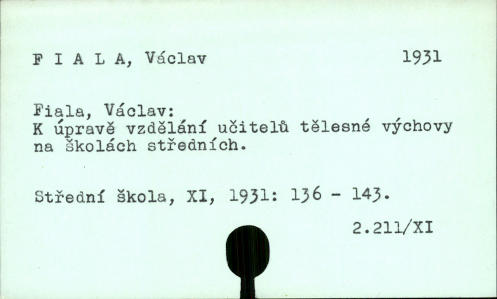 F I A L A, Václav 1931
Fiala, Václav:
K úpravě vzdělání učitelů tělesné výchovy
na školách středních.
Střední škola, XI, 1931: 136 - 143.
2.211/XI